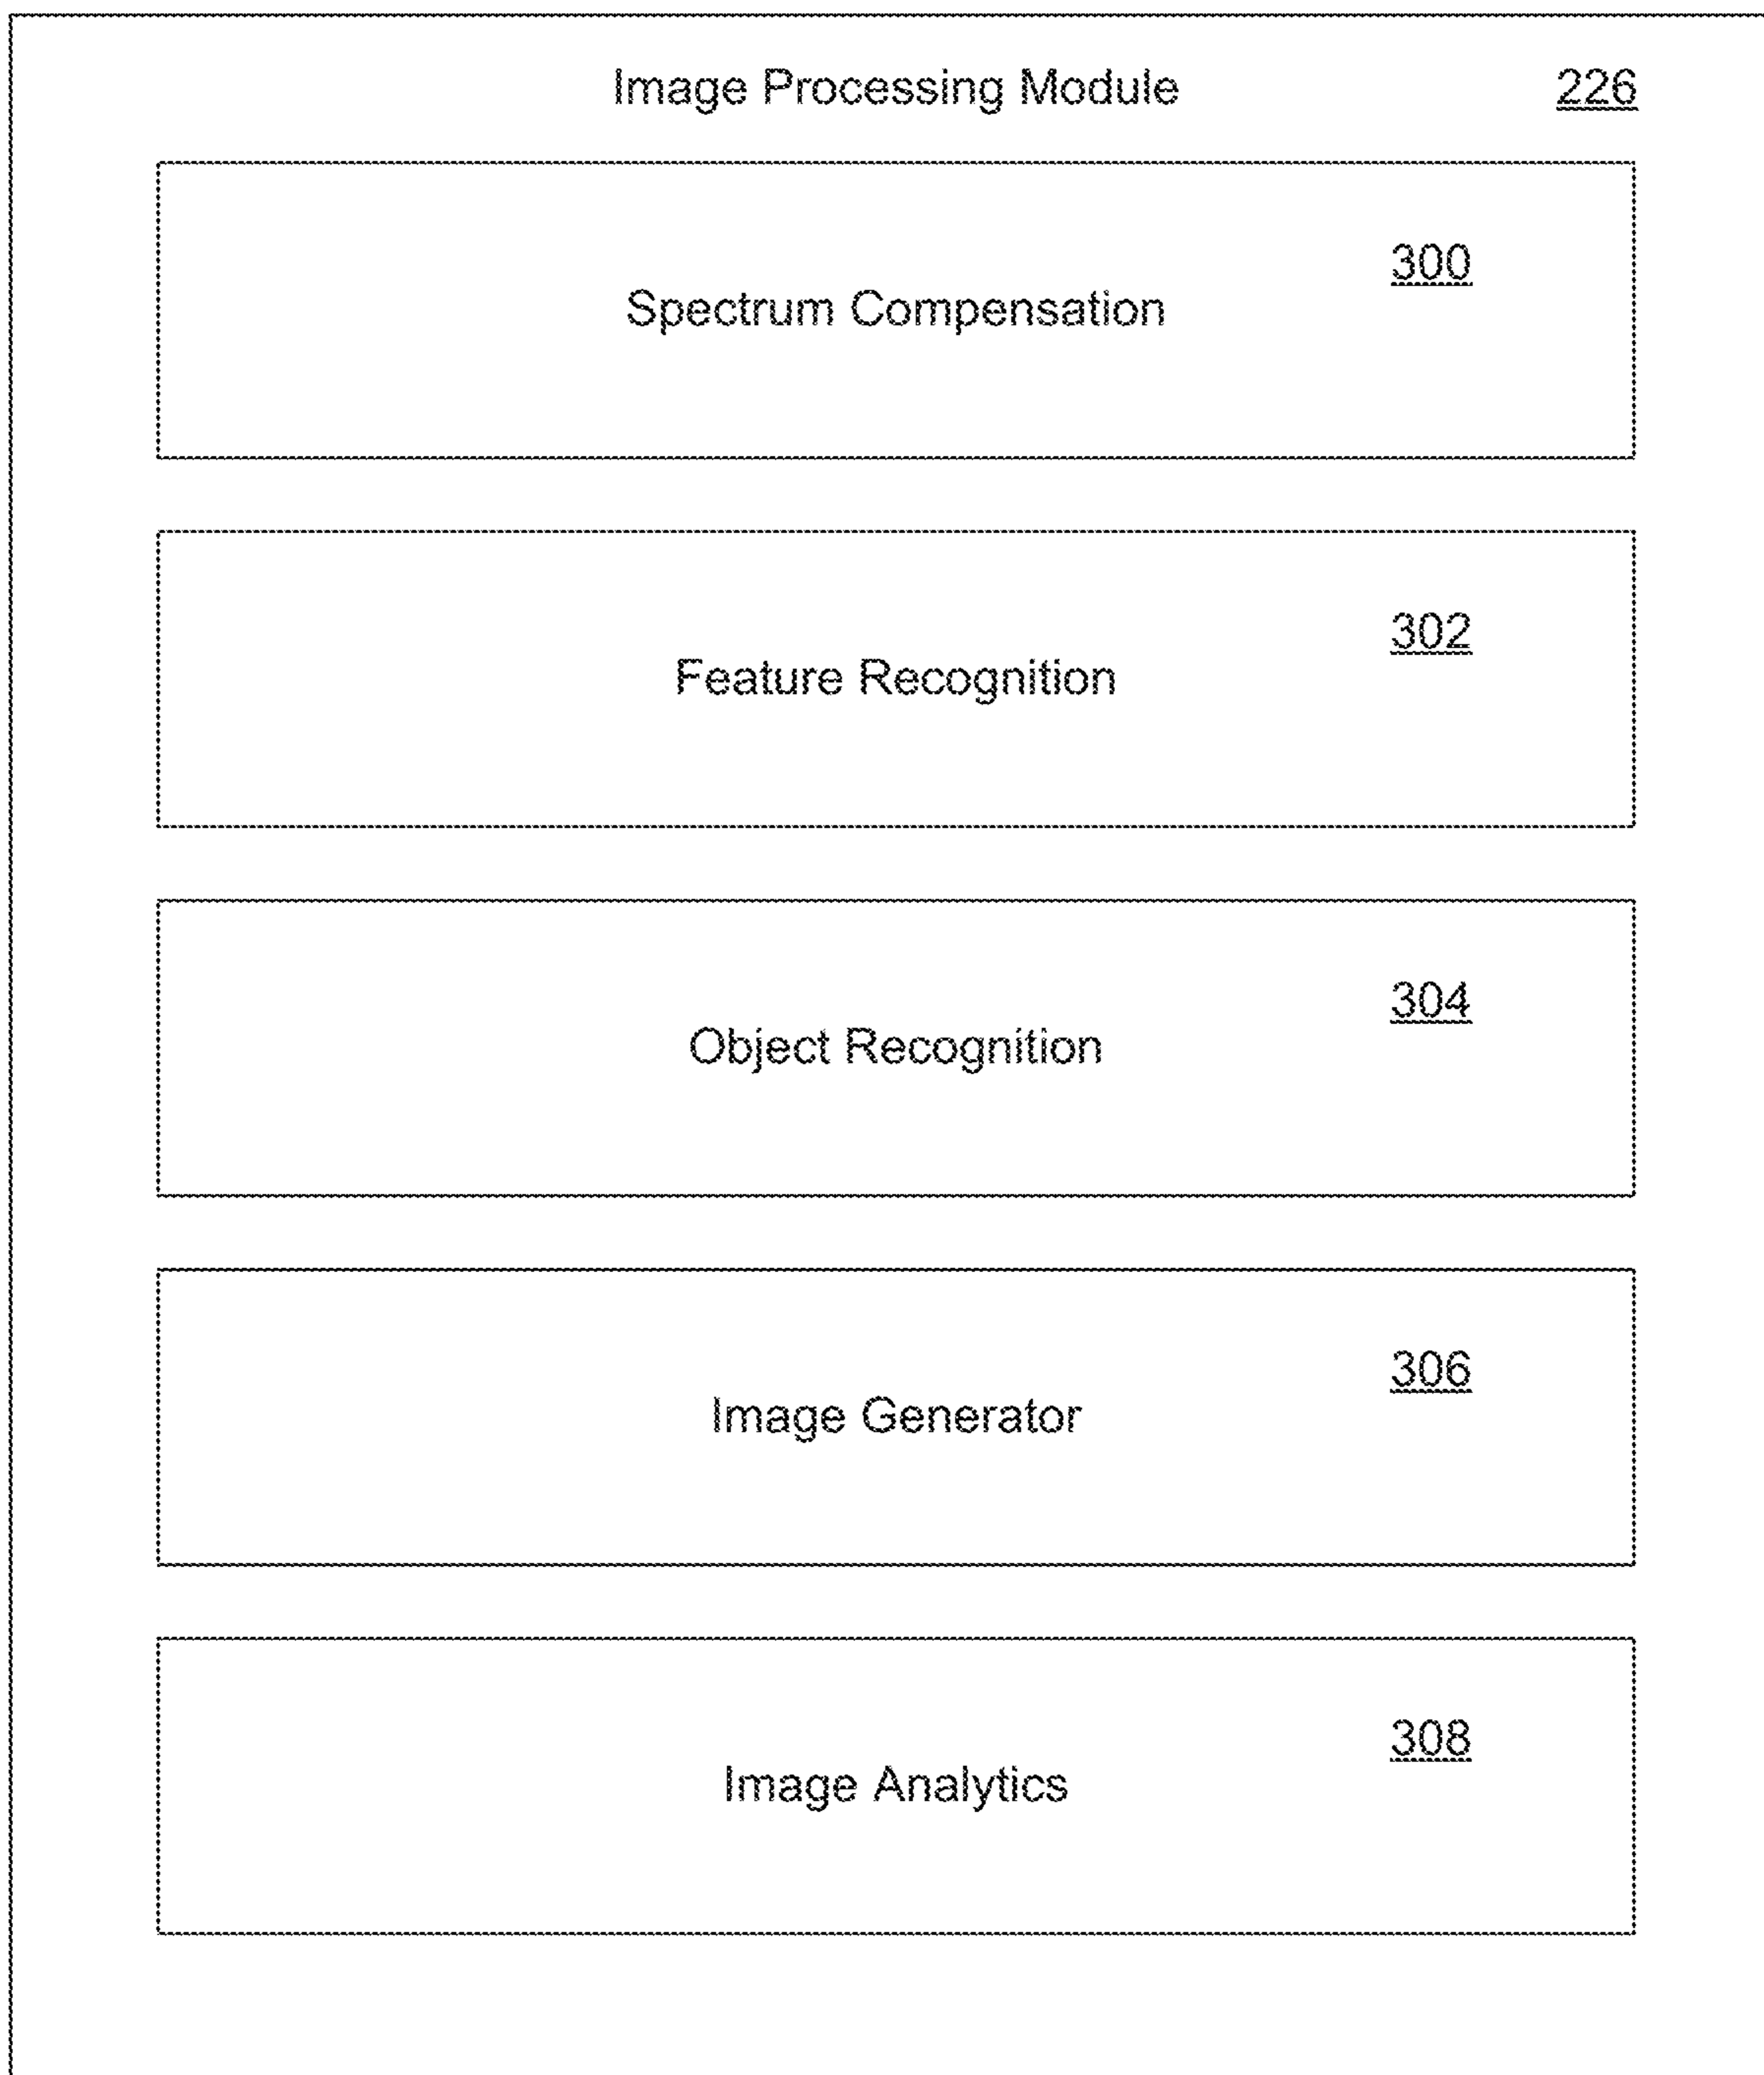 Image Processing Module 226
300
Spectrum Compensation
302
Feature Recognition
304
Object Recognition
306
Image Generator
308
Image Analytics